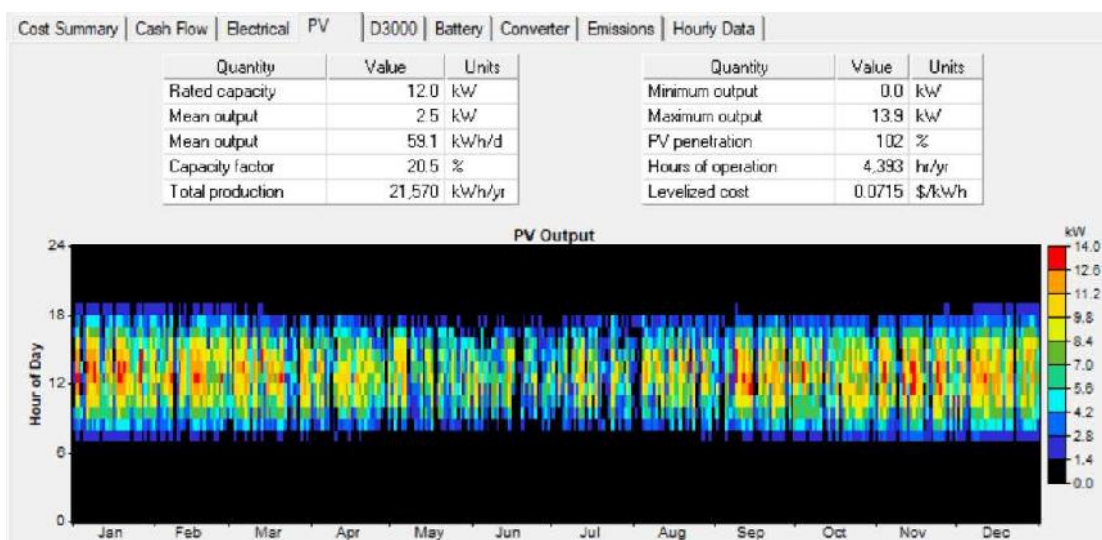 Cost Summary Cash Flow Electrical PV D3000 Battery Converter Emissions Hourly Data
Quantity Value Units
Rated capacity 12.0 kW
Mean output 2.5 kW
Mean output 59.1 kWh/d
Capacity factor 20.5 %
Total production 21,570 kWh/yr
Quantity Value Units
Minimum output 0.0 kW
Maximum output 13.9 kW
PV penetration 102 %
Hours of operation 4,393 hr/yr
Levelized cost 0.0715 $/kWh
PV Output
Hour of Day
24
18
12
6
0
Jan Feb Mar Apr May Jun Jul Aug Sep Oct Nov Dec
kW
14.0
12.6
11.2
9.8
8.4
7.0
5.6
4.2
2.8
1.4
0.0